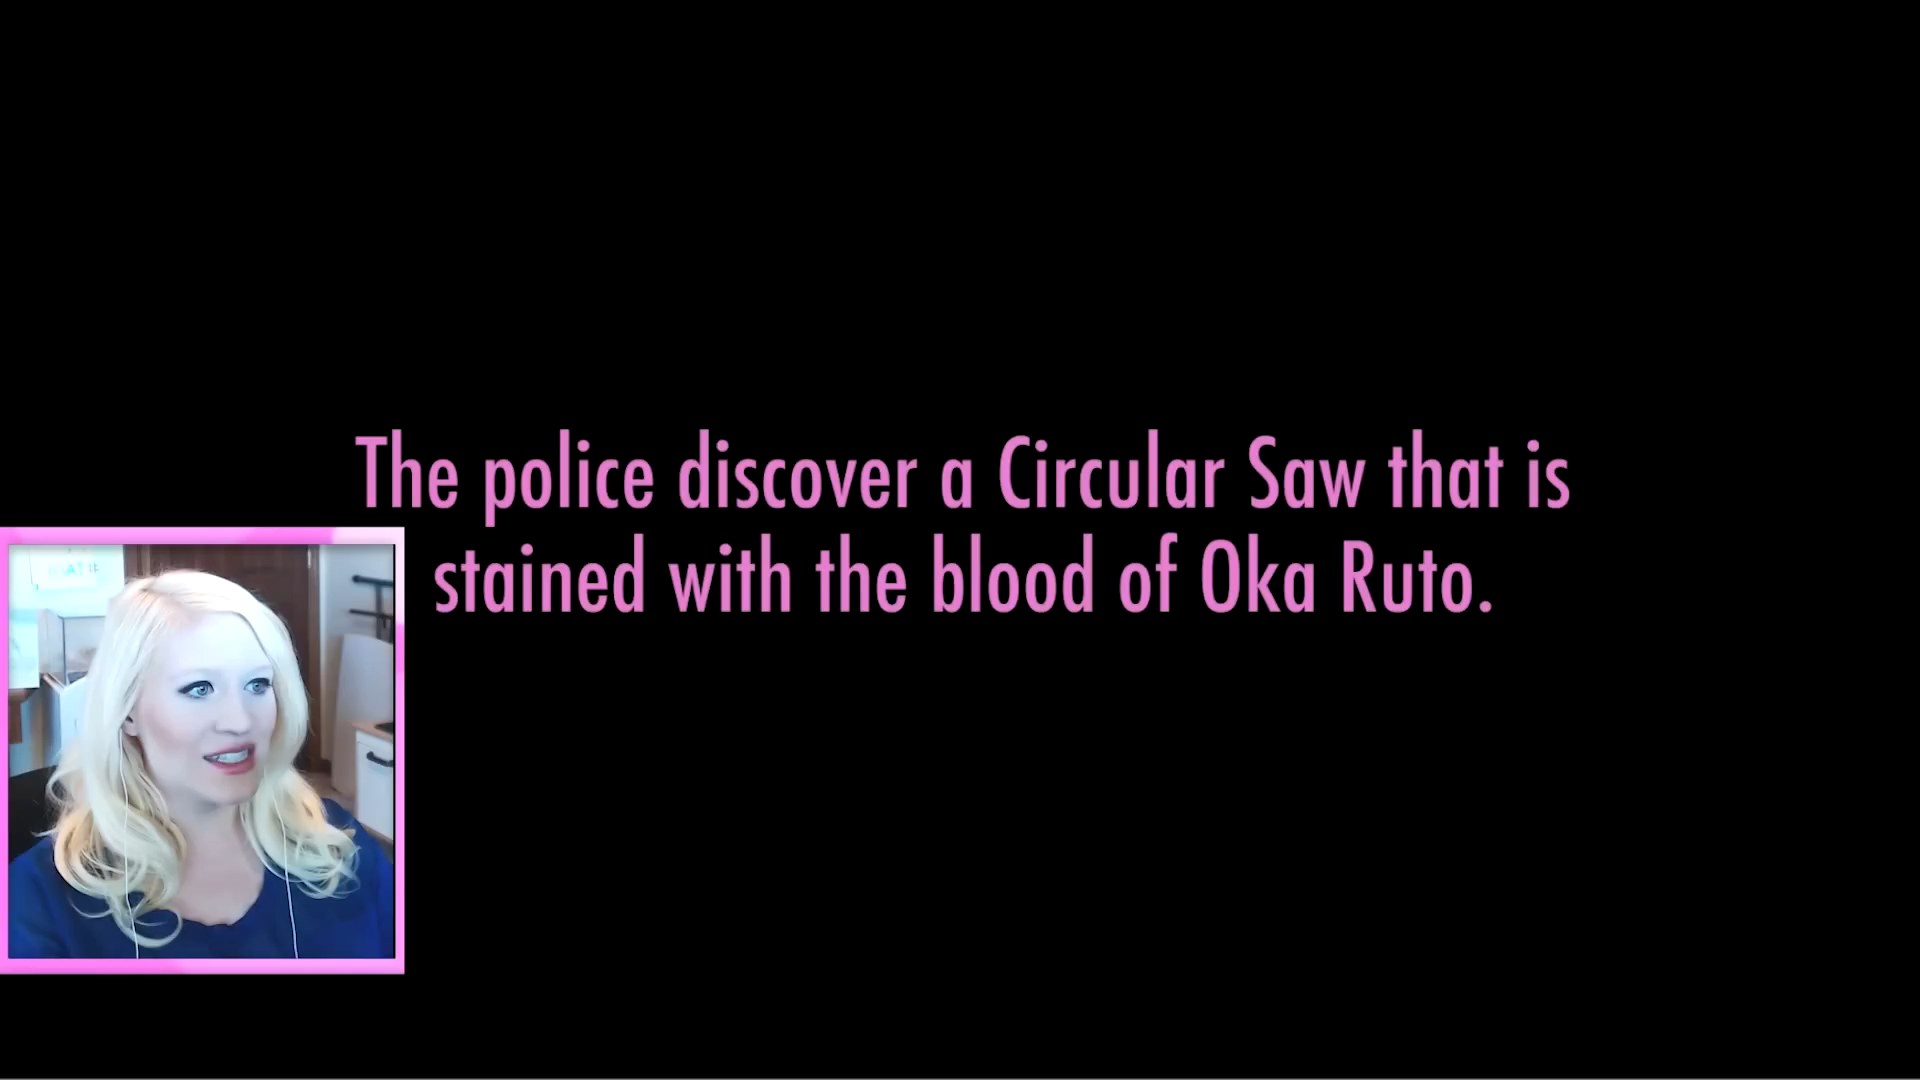 The police discover a Circular Saw that is
stained with the blood of Oka Ruto.